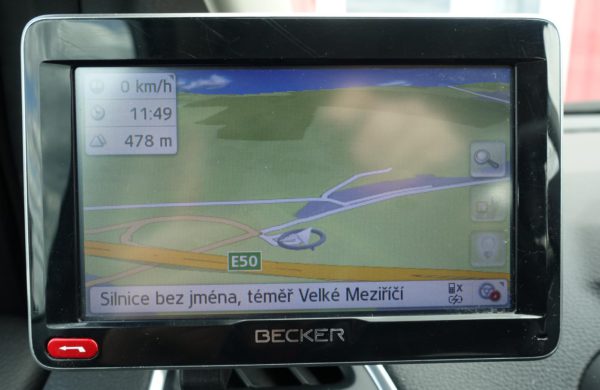 0 km/h
11:49
478 m
E50
Silnice bez jména, téměř Velké Meziříčí
BECKER